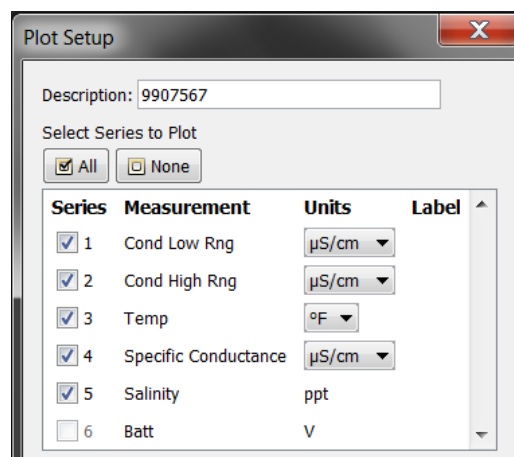 Plot Setup
X
Description: 9907567
Select Series to Plot
All None
Series Measurement Units Label
1 Cond Low Rng µS/cm
2 Cond High Rng µS/cm
3 Temp °F
4 Specific Conductance µS/cm
5 Salinity ppt
6 Batt V